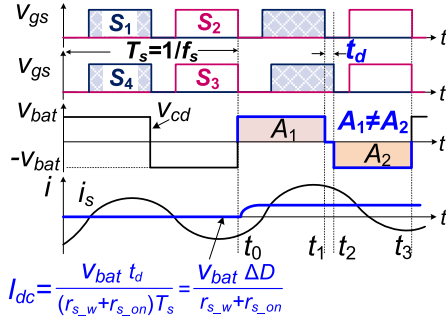 v_gs S_1 S_2 t
T_s=1/f_s t_d
v_gs S_4 S_3 t
v_bat v_cd A_1 A_1≠A_2
t
-v_bat A_2
i i_s
t
t_0 t_1 t_2 t_3
I_dc = v_bat t_d / (r_s_w+r_s_on)T_s = v_bat ΔD / r_s_w+r_s_on